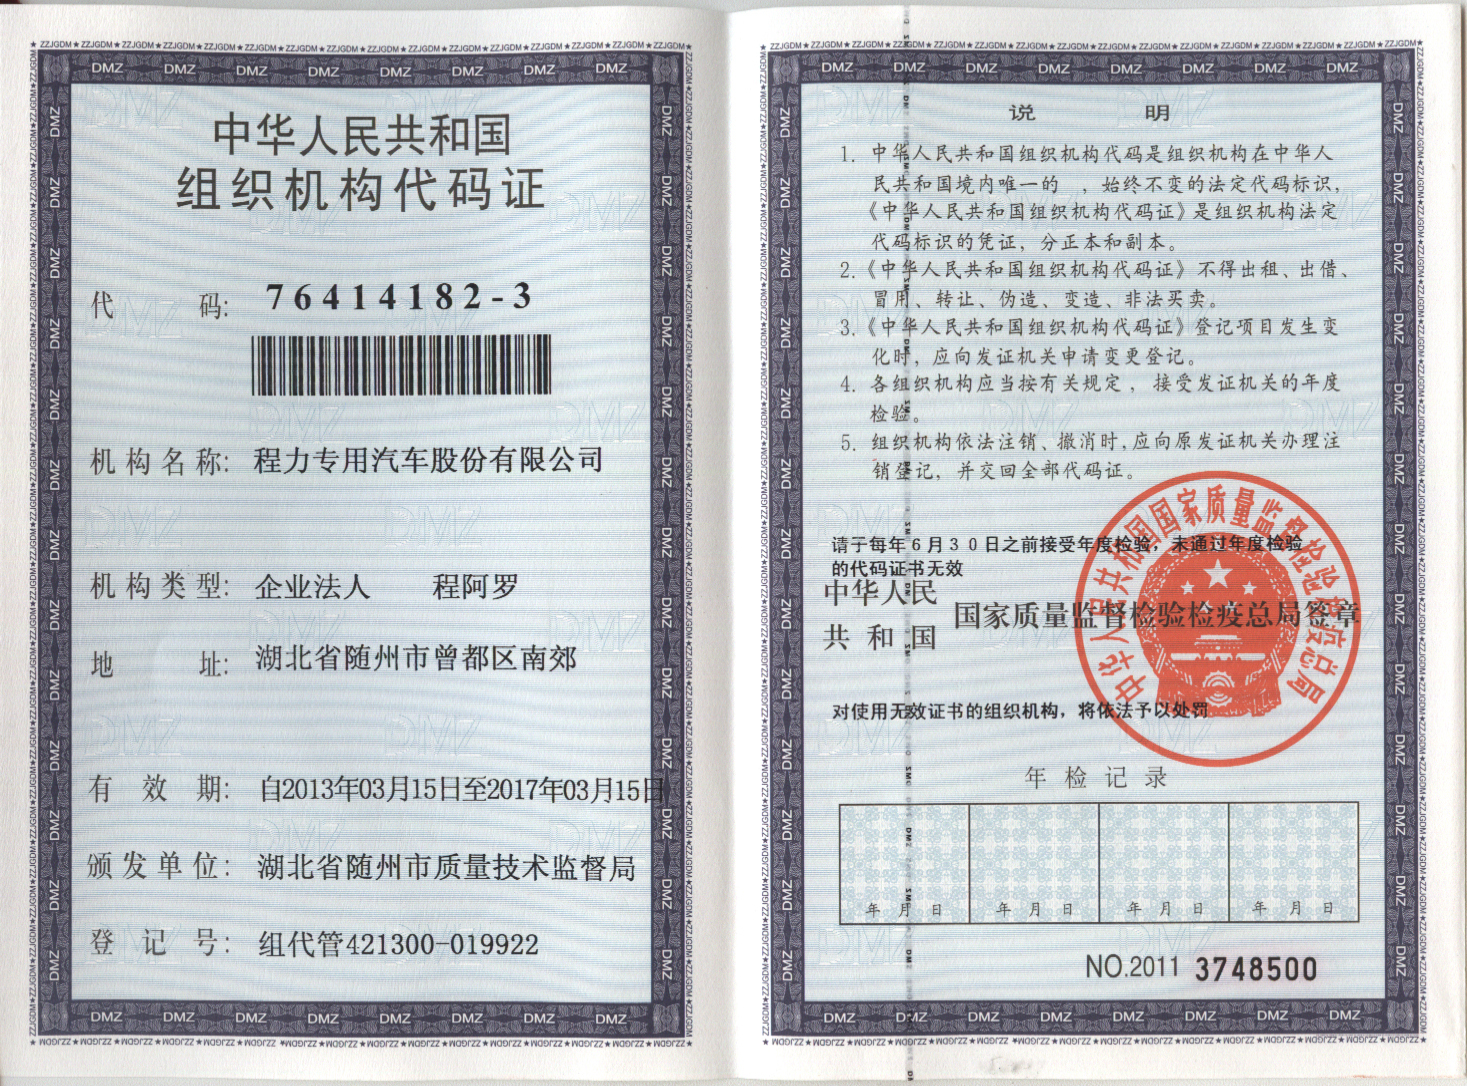 中华人民共和国
组织机构代码证
代 码: 76414182-3
机构名称: 程力专用汽车股份有限公司
机构类型: 企业法人 程阿罗
地 址: 湖北省随州市曾都区南郊
有 效 期: 自2013年03月15日至2017年03月15日
颁发单位: 湖北省随州市质量技术监督局
登 记 号: 组代管421300-019922
说 明
1. 中华人民共和国组织机构代码是组织机构在中华人
民共和国境内唯一的 ,始终不变的法定代码标识,
《中华人民共和国组织机构代码证》是组织机构法定
代码标识的凭证,分正本和副本。
2.《中华人民共和国组织机构代码证》不得出租、出借、
冒用、转让、伪造、变造、非法买卖。
3.《中华人民共和国组织机构代码证》登记项目发生变
化时,应向发证机关申请变更登记。
4. 各组织机构应当按有关规定,接受发证机关的年度
检验。
5. 组织机构依法注销、撤消时,应向原发证机关办理注
销登记,并交回全部代码证。
请于每年6月30日之前接受年度检验,未通过年度检验
的代码证书无效
中华人民
共和国 国家质量监督检验检疫总局签章
中华人民共和国国家质量监督检验检疫总局
对使用无效证书的组织机构,将依法予以处罚
年检记录
年 月 日 年 月 日 年 月 日 年 月 日
NO.2011 3748500